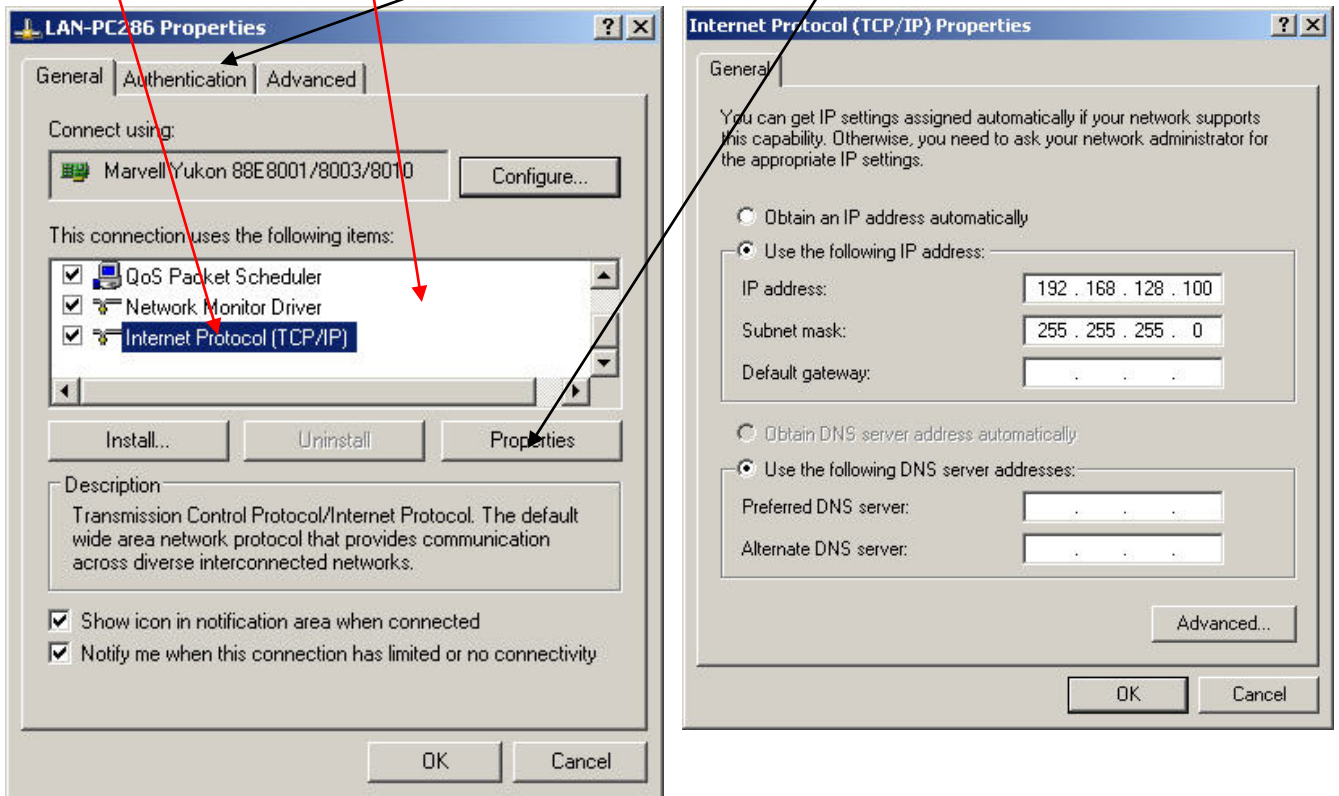 LAN-PC286 Properties
General
Authentication
Advanced
Connect using:
Marvell Yukon 88E8001/8003/8010
Configure...
This connection uses the following items:
QoS Packet Scheduler
Network Monitor Driver
Internet Protocol (TCP/IP)
Install...
Uninstall
Properties
Description
Transmission Control Protocol/Internet Protocol. The default
wide area network protocol that provides communication
across diverse interconnected networks.
Show icon in notification area when connected
Notify me when this connection has limited or no connectivity
OK
Cancel
Internet Protocol (TCP/IP) Properties
General
You can get IP settings assigned automatically if your network supports
this capability. Otherwise, you need to ask your network administrator for
the appropriate IP settings.
Obtain an IP address automatically
Use the following IP address:
IP address:
192 . 168 . 128 . 100
Subnet mask:
255 . 255 . 255 . 0
Default gateway:
. . .
Obtain DNS server address automatically
Use the following DNS server addresses:
Preferred DNS server:
. . .
Alternate DNS server:
. . .
Advanced...
OK
Cancel